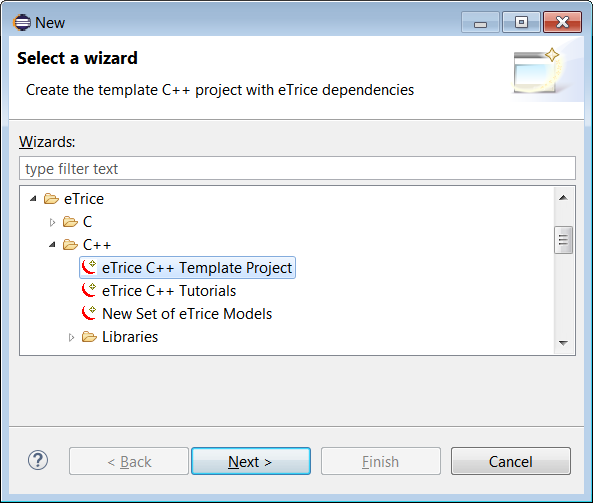 New
Select a wizard
Create the template C++ project with eTrice dependencies
Wizards:
type filter text
eTrice
C
C++
eTrice C++ Template Project
eTrice C++ Tutorials
New Set of eTrice Models
Libraries
? < Back Next > Finish Cancel